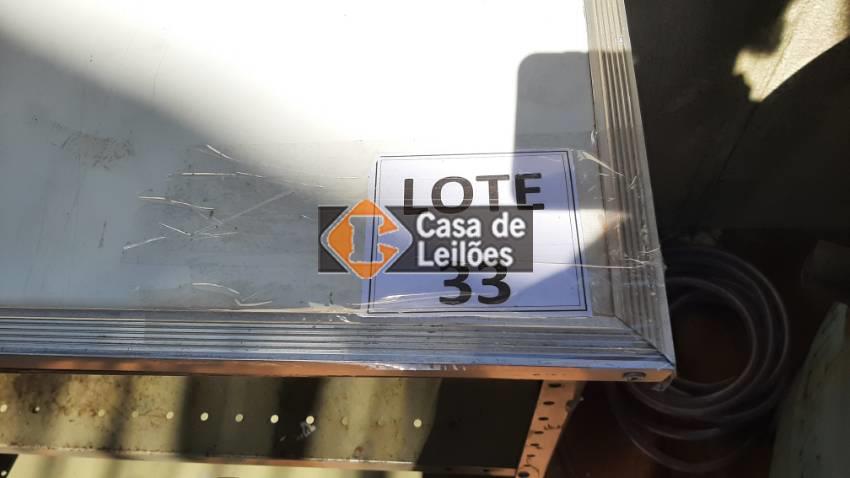 LOTE
Casa de
Leilões
33